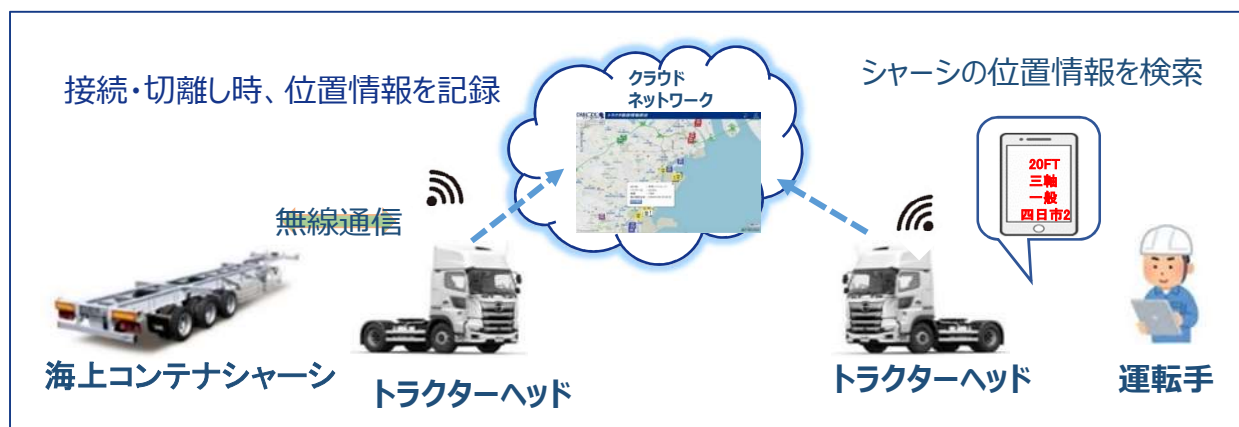 接続・切離し時、位置情報を記録
クラウド
ネットワーク
シャーシの位置情報を検索
無線通信
20FT
三軸
一般
四日市2
海上コンテナシャーシ
トラクターヘッド
トラクターヘッド
運転手